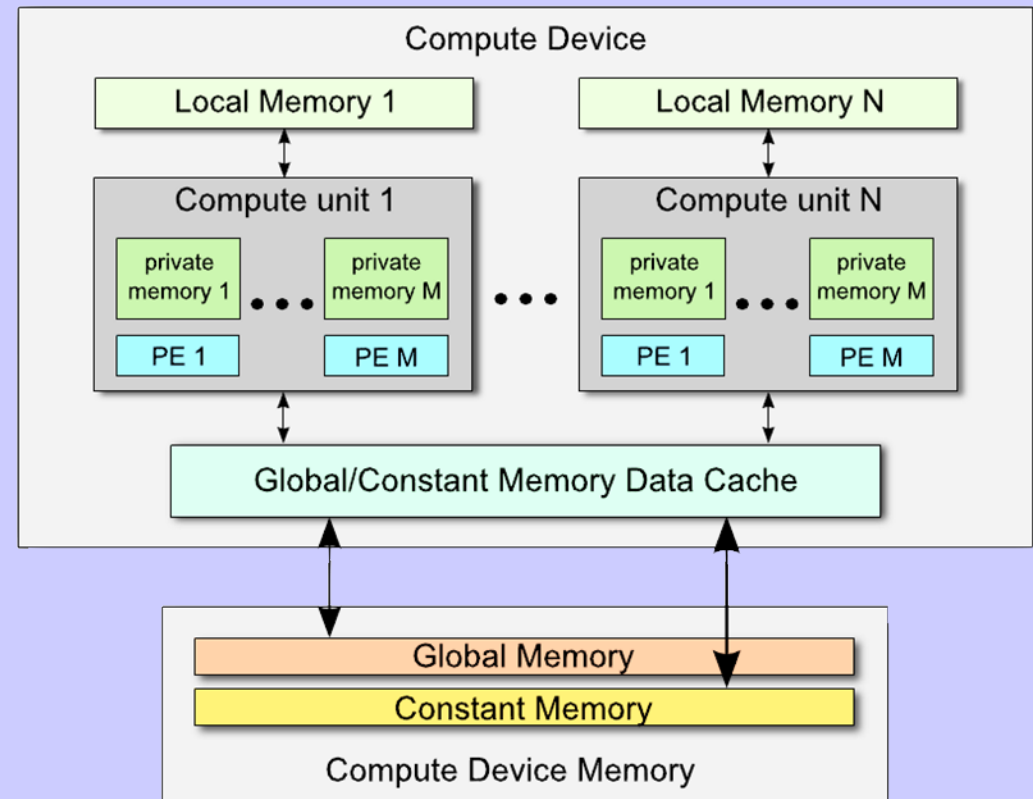 Compute Device
Local Memory 1
Local Memory N
Compute unit 1
Compute unit N
private
memory 1
private
memory M
private
memory 1
private
memory M
PE 1
PE M
PE 1
PE M
Global/Constant Memory Data Cache
Global Memory
Constant Memory
Compute Device Memory